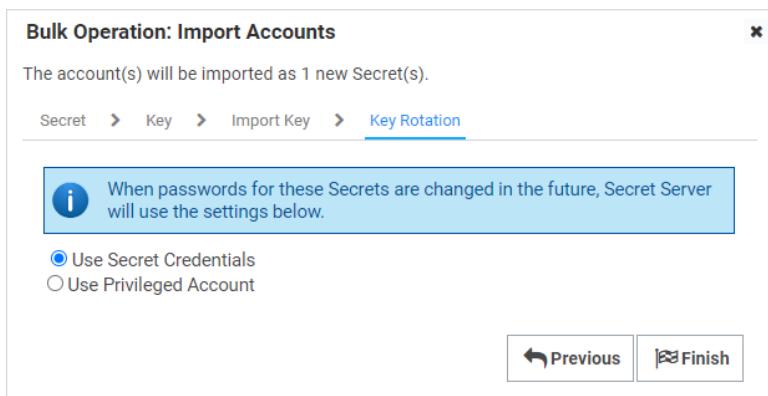 Bulk Operation: Import Accounts
The account(s) will be imported as 1 new Secret(s).
Secret > Key > Import Key > Key Rotation
When passwords for these Secrets are changed in the future, Secret Server
will use the settings below.
Use Secret Credentials
Use Privileged Account
Previous Finish